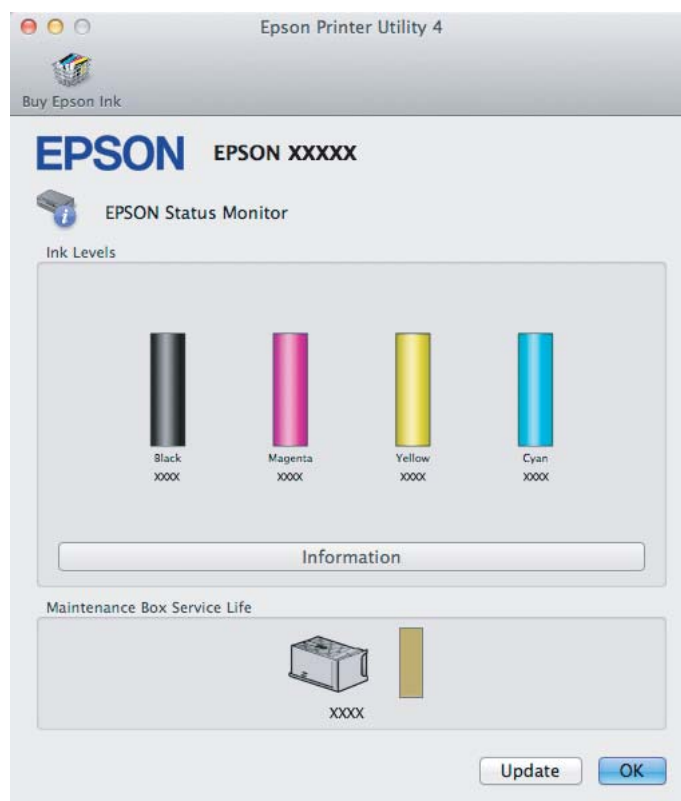 Epson Printer Utility 4
Buy Epson Ink
EPSON EPSON XXXXX
EPSON Status Monitor
Ink Levels
Black Magenta Yellow Cyan
XXXX XXXX XXXX XXXX
Information
Maintenance Box Service Life
XXXX
Update OK